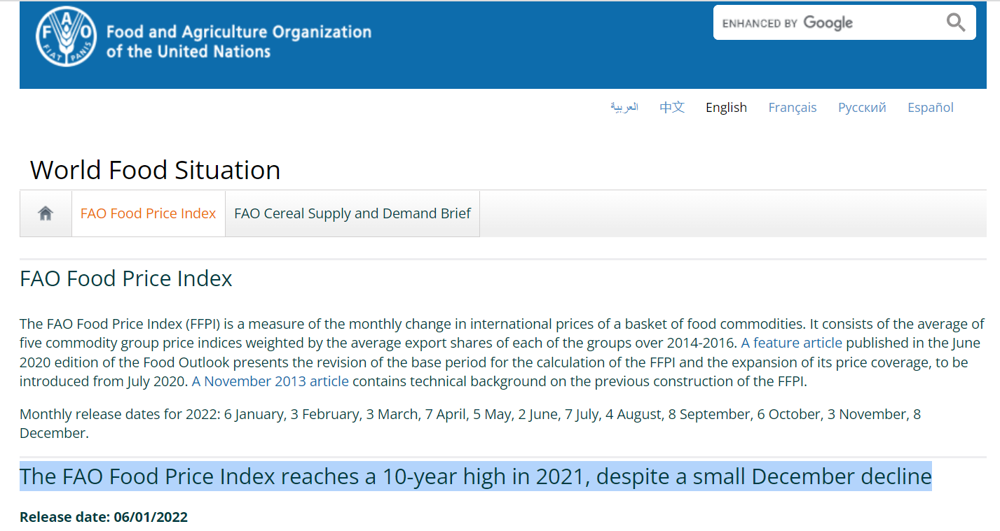 FAO
FIAT PANIS
Food and Agriculture Organization
of the United Nations
ENHANCED BY Google
العربية 中文 English Français Русский Español
World Food Situation
FAO Food Price Index FAO Cereal Supply and Demand Brief
FAO Food Price Index
The FAO Food Price Index (FFPI) is a measure of the monthly change in international prices of a basket of food commodities. It consists of the average of
five commodity group price indices weighted by the average export shares of each of the groups over 2014-2016. A feature article published in the June
2020 edition of the Food Outlook presents the revision of the base period for the calculation of the FFPI and the expansion of its price coverage, to be
introduced from July 2020. A November 2013 article contains technical background on the previous construction of the FFPI.
Monthly release dates for 2022: 6 January, 3 February, 3 March, 7 April, 5 May, 2 June, 7 July, 4 August, 8 September, 6 October, 3 November, 8
December.
The FAO Food Price Index reaches a 10-year high in 2021, despite a small December decline
Release date: 06/01/2022